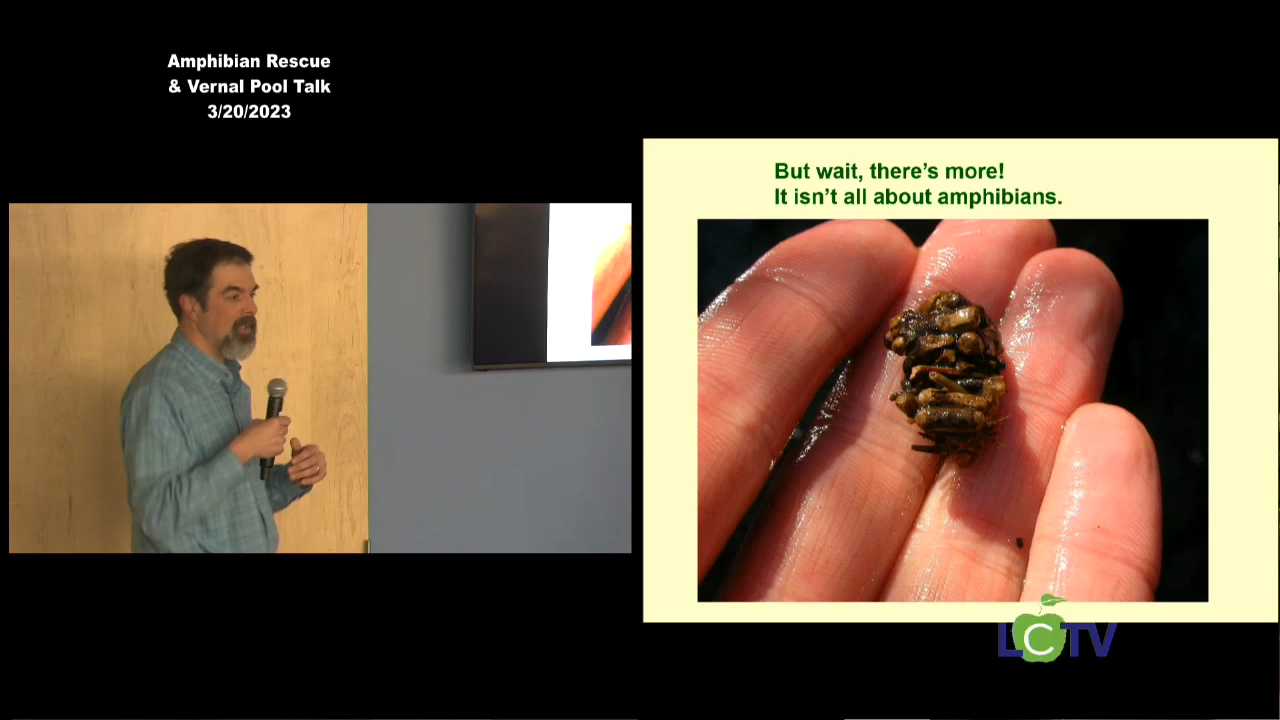 Amphibian Rescue
& Vernal Pool Talk
3/20/2023
But wait, there's more!
It isn't all about amphibians.
LCTV